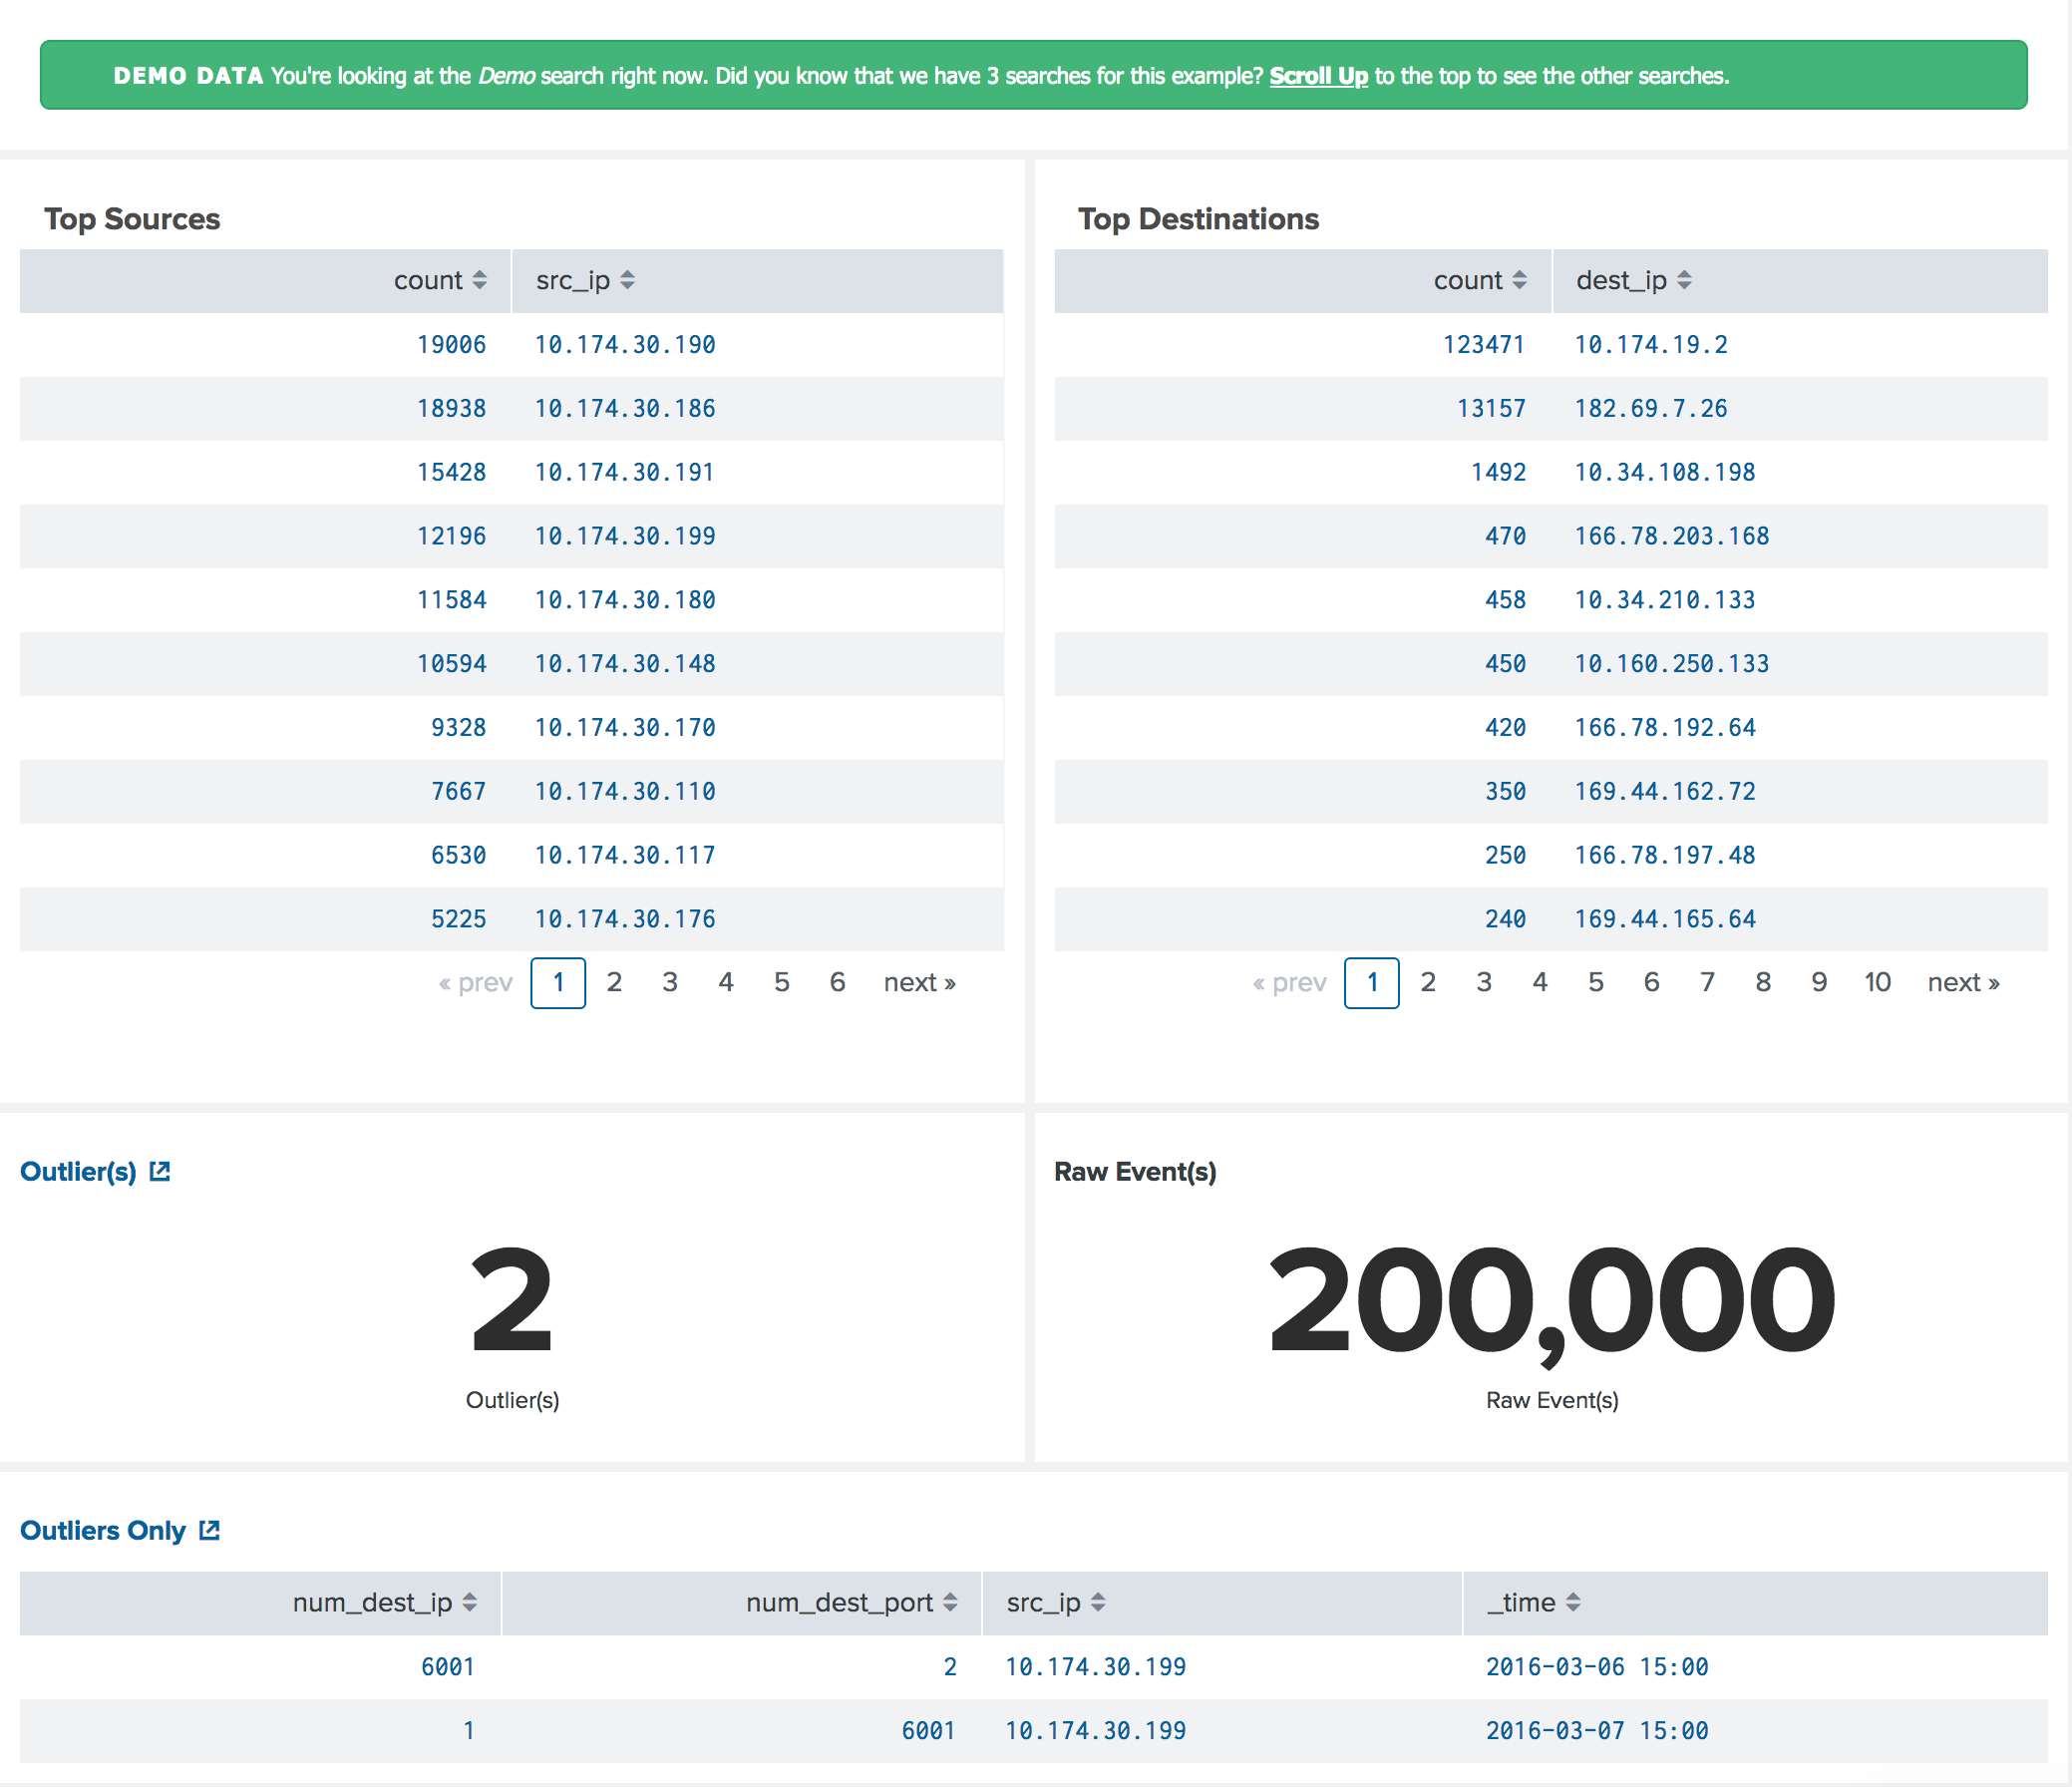 DEMO DATA You're looking at the Demo search right now. Did you know that we have 3 searches for this example? Scroll Up to the top to see the other searches.
Top Sources
count src_ip
19006 10.174.30.190
18938 10.174.30.186
15428 10.174.30.191
12196 10.174.30.199
11584 10.174.30.180
10594 10.174.30.148
9328 10.174.30.170
7667 10.174.30.110
6530 10.174.30.117
5225 10.174.30.176
« prev 1 2 3 4 5 6 next »
Top Destinations
count dest_ip
123471 10.174.19.2
13157 182.69.7.26
1492 10.34.108.198
470 166.78.203.168
458 10.34.210.133
450 10.160.250.133
420 166.78.192.64
350 169.44.162.72
250 166.78.197.48
240 169.44.165.64
« prev 1 2 3 4 5 6 7 8 9 10 next »
Outlier(s)
2
Outlier(s)
Raw Event(s)
200,000
Raw Event(s)
Outliers Only
num_dest_ip num_dest_port src_ip _time
6001 2 10.174.30.199 2016-03-06 15:00
1 6001 10.174.30.199 2016-03-07 15:00